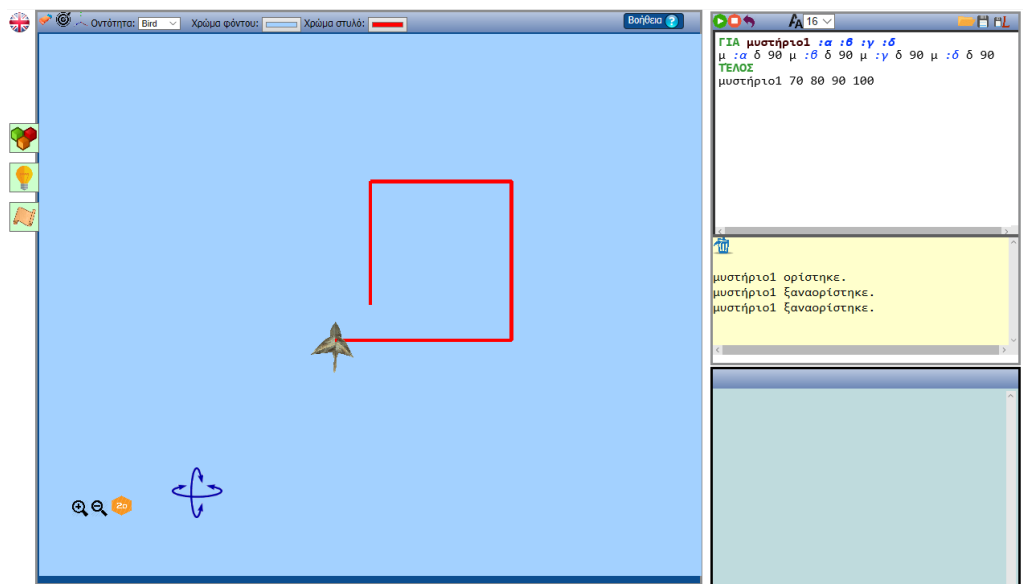 Οντότητα: Bird Χρώμα φόντου: Χρώμα στυλό: Βοήθεια ?
16
ΓΙΑ μυστήριο1 :α :β :γ :δ
μ :α δ 90 μ :β δ 90 μ :γ δ 90 μ :δ δ 90
ΤΕΛΟΣ
μυστήριο1 70 80 90 100
μυστήριο1 ορίστηκε.
μυστήριο1 ξαναορίστηκε.
μυστήριο1 ξαναορίστηκε.
2D